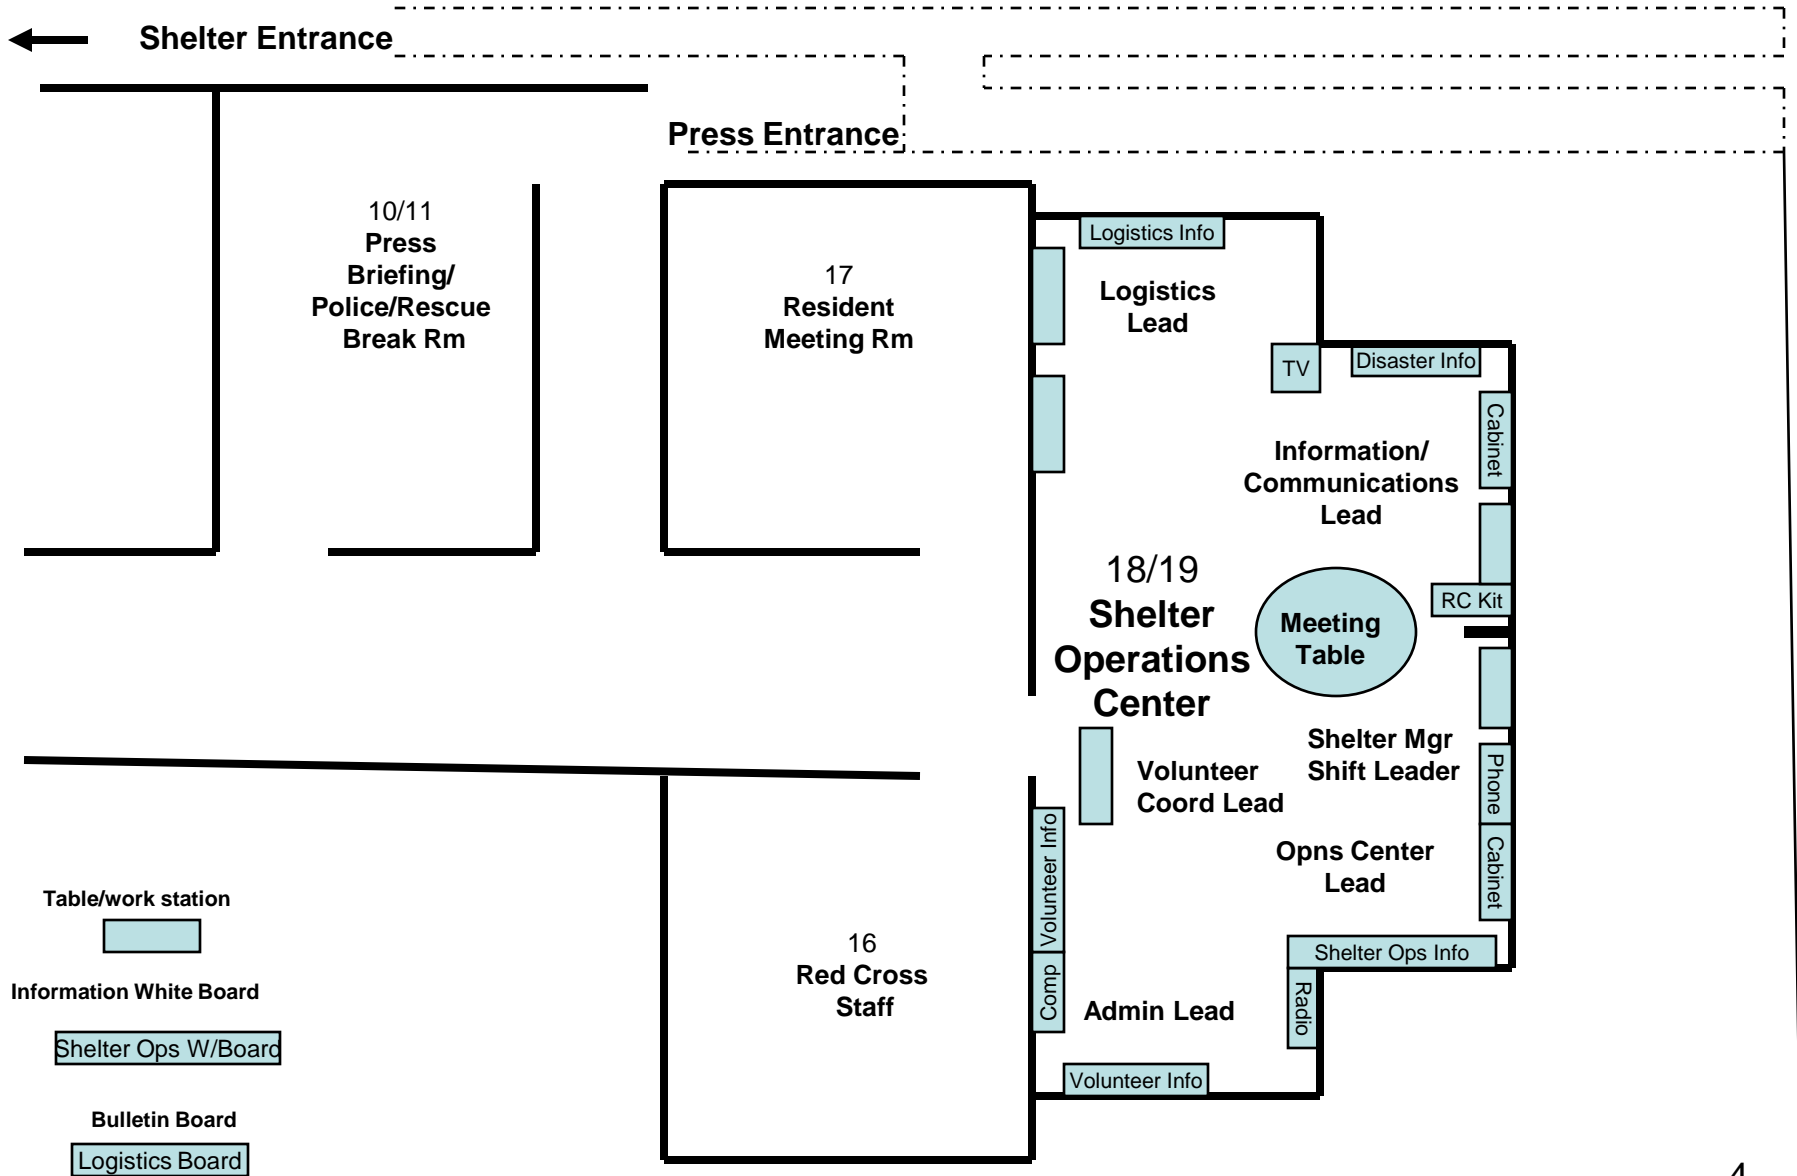 Shelter Entrance
Press Entrance
10/11
Press
Briefing/
Police/Rescue
Break Rm
17
Resident
Meeting Rm
Logistics Info
Logistics
Lead
TV
Disaster Info
Cabinet
Information/
Communications
Lead
18/19
Shelter
Operations
Center
RC Kit
Meeting
Table
Shelter Mgr
Shift Leader
Phone
Volunteer
Coord Lead
Volunteer Info
Opns Center
Lead
Cabinet
16
Red Cross
Staff
Comp
Shelter Ops Info
Radio
Admin Lead
Volunteer Info
Table/work station
Information White Board
Shelter Ops W/Board
Bulletin Board
Logistics Board
4